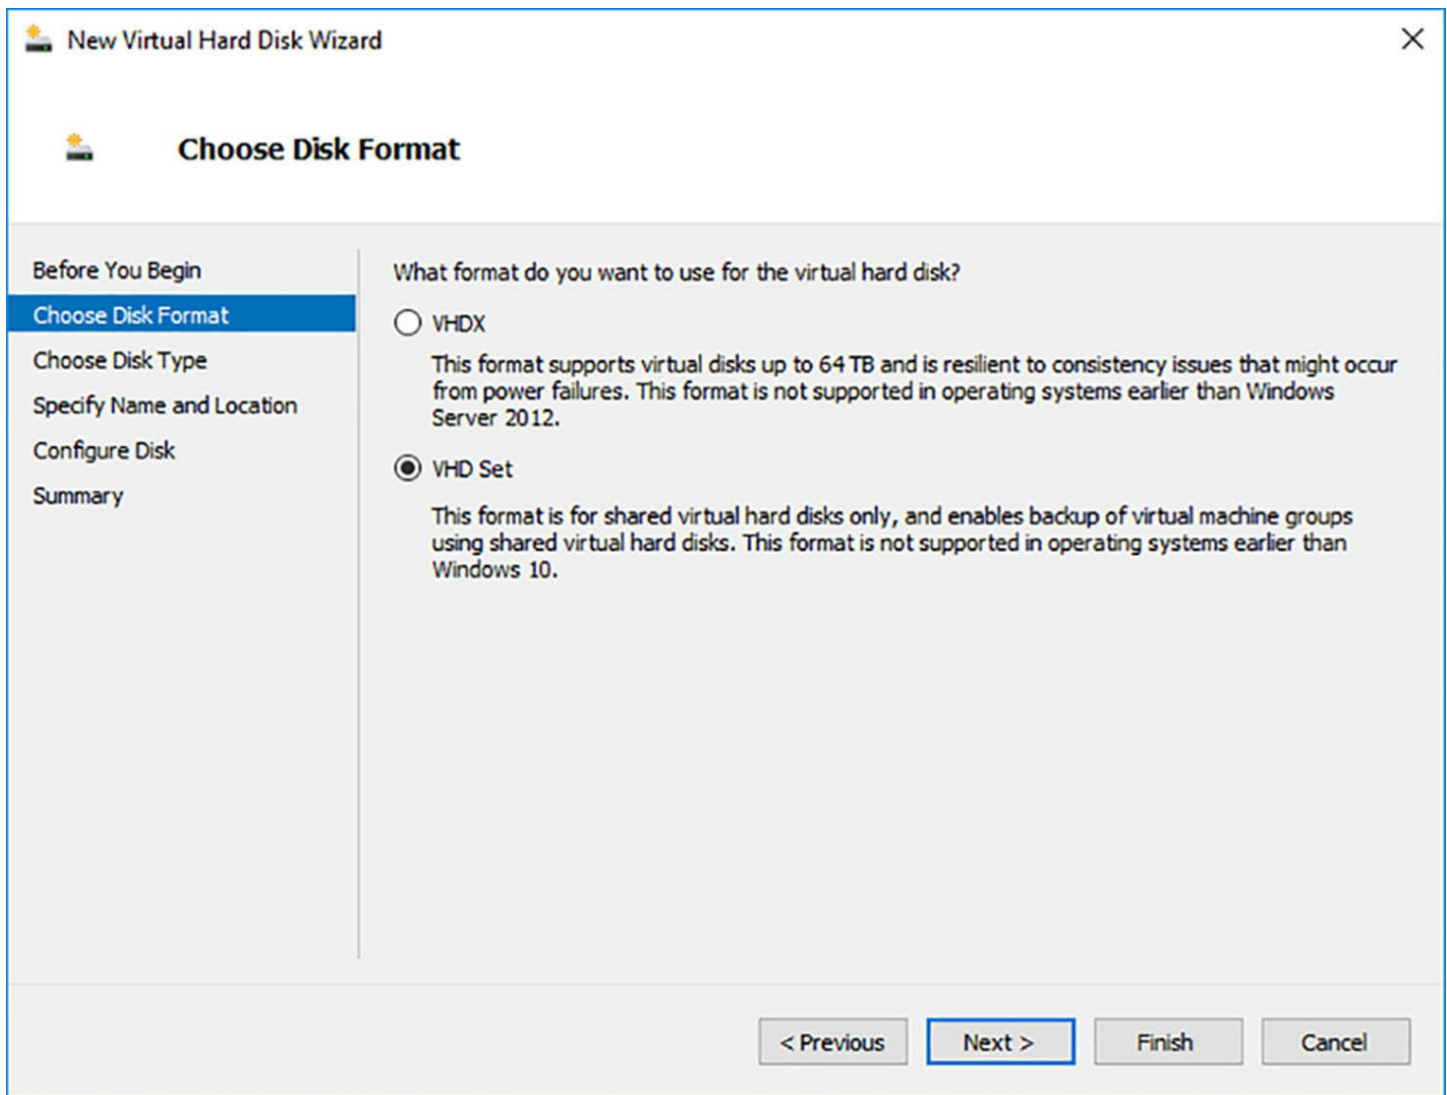 New Virtual Hard Disk Wizard
Choose Disk Format
Before You Begin
Choose Disk Format
Choose Disk Type
Specify Name and Location
Configure Disk
Summary
What format do you want to use for the virtual hard disk?
VHDX
This format supports virtual disks up to 64 TB and is resilient to consistency issues that might occur
from power failures. This format is not supported in operating systems earlier than Windows
Server 2012.
VHD Set
This format is for shared virtual hard disks only, and enables backup of virtual machine groups
using shared virtual hard disks. This format is not supported in operating systems earlier than
Windows 10.
< Previous
Next >
Finish
Cancel